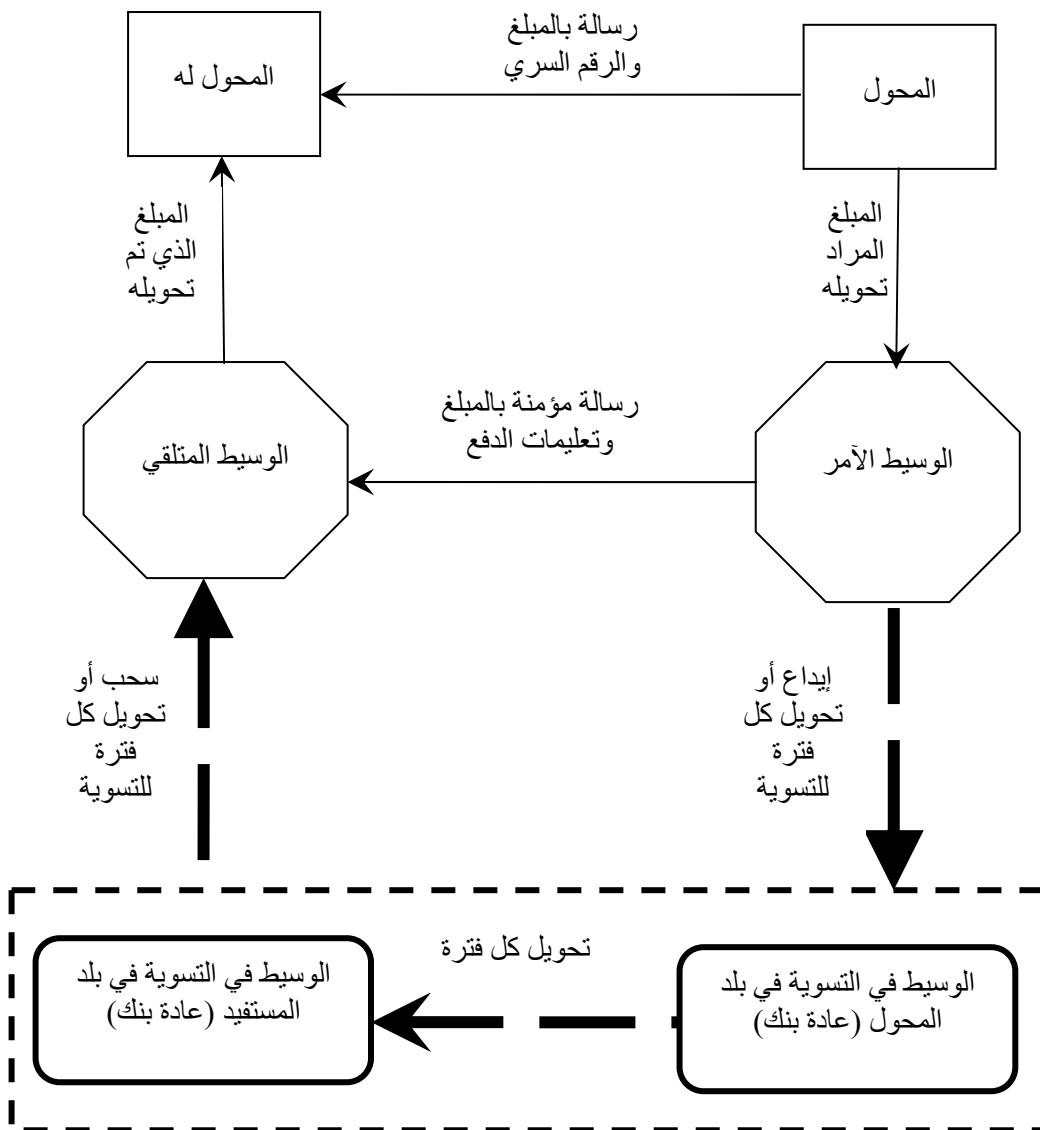 رسالة بالمبلغ
والرقم السري
المحول
المحول له
المبلغ
المراد
تحويله
المبلغ
الذي تم
تحويله
رسالة مؤمنة بالمبلغ
وتعليمات الدفع
الوسيط الآمر
الوسيط المتلقي
إيداع أو
تحويل كل
فترة
للتسوية
سحب أو
تحويل كل
فترة
للتسوية
تحويل كل فترة
الوسيط في التسوية في بلد
المحول (عادة بنك)
الوسيط في التسوية في بلد
المستفيد (عادة بنك)